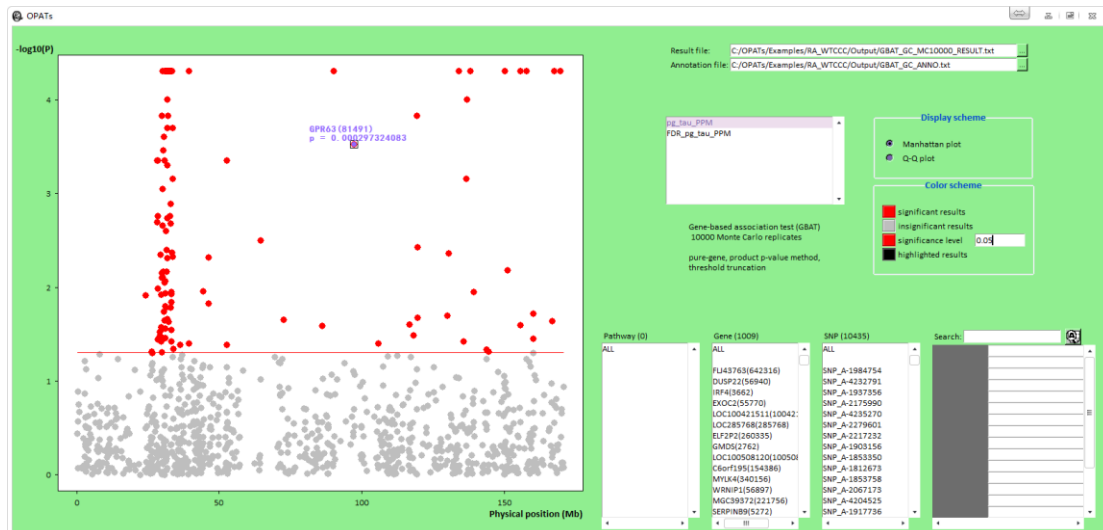 OPATs
-log10(P)
4
3
2
1
0
GPR63(81491)
p = 0.000297324083
0
50
100
150
Physical position (Mb)
Result file:
C:/OPATs/Examples/RA_WTCCC/Output/GBAT_GC_MC10000_RESULT.txt
...
Annotation file:
C:/OPATs/Examples/RA_WTCCC/Output/GBAT_GC_ANNO.txt
...
pg_tau_PPM
FDR_pg_tau_PPM
Gene-based association test (GBAT)
10000 Monte Carlo replicates
pure-gene, product p-value method,
threshold truncation
Display scheme
Manhattan plot
Q-Q plot
Color scheme
significant results
insignificant results
significance level
0.05
highlighted results
Pathway (0)
ALL
Gene (1009)
ALL
FLJ43763(642316)
DUSP22(56940)
IRF4(3662)
EXOC2(55770)
LOC100421511(100421
LOC285768(285768)
ELF2P2(260335)
GMDS(2762)
LOC100508120(100508
C6orf195(154386)
MYLK4(340156)
WRNIP1(56897)
MGC39372(221756)
SERPINB9(5272)
SNP (10435)
ALL
SNP_A-1984754
SNP_A-4232791
SNP_A-1937356
SNP_A-2175990
SNP_A-4235270
SNP_A-2279601
SNP_A-2217232
SNP_A-1903156
SNP_A-1853350
SNP_A-1812673
SNP_A-1853758
SNP_A-2067173
SNP_A-4204525
SNP_A-1917736
Search: